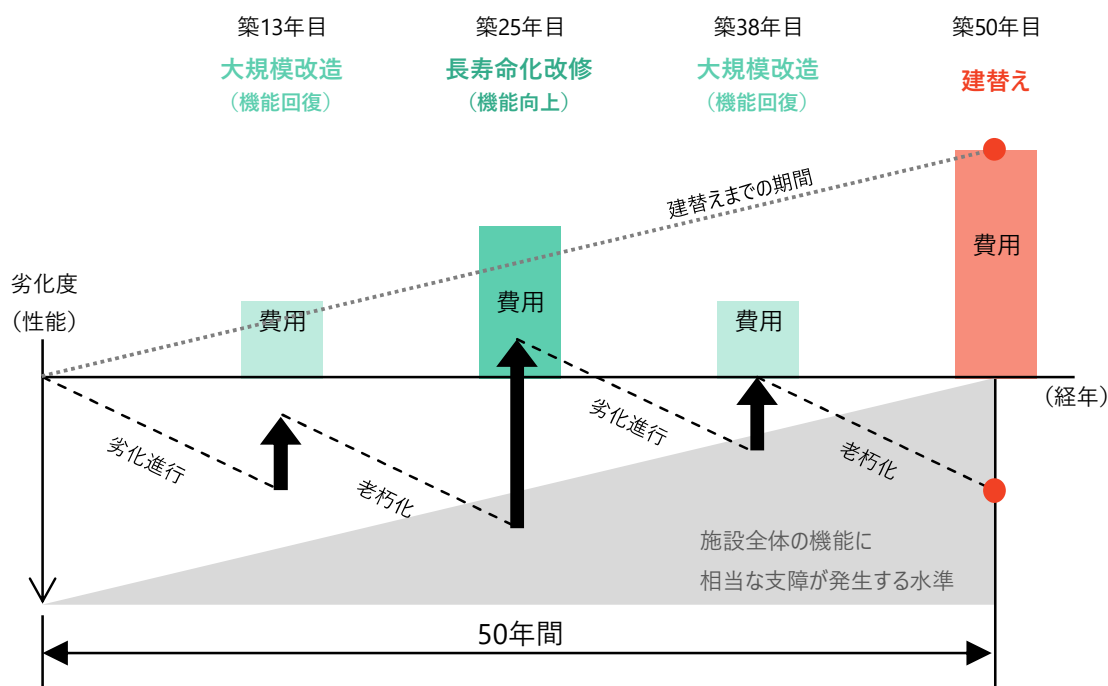 築13年目
大規模改造
（機能回復）
築25年目
長寿命化改修
（機能向上）
築38年目
大規模改造
（機能回復）
築50年目
建替え
建替えまでの期間
費用
費用
費用
費用
劣化度
（性能）
（経年）
劣化進行
老朽化
劣化進行
老朽化
施設全体の機能に
相当な支障が発生する水準
50年間